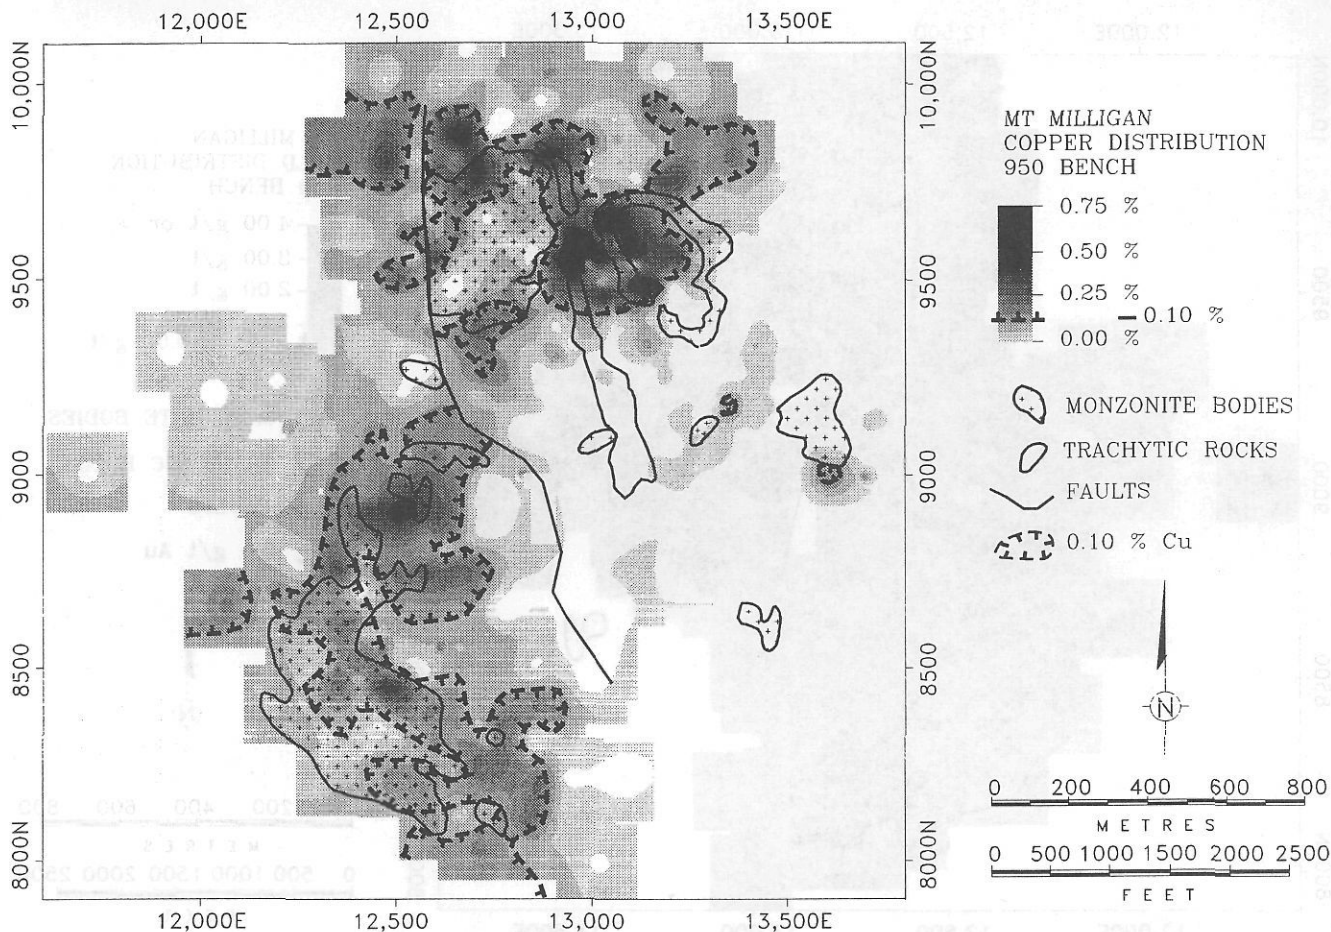 12,000E 12,500 13,000 13,500E
10,000N
9500
9000
8500
8000N
10,000N
9500
9000
8500
8000N
12,000E 12,500 13,000 13,500E
MT MILLIGAN
COPPER DISTRIBUTION
950 BENCH
0.75 %
0.50 %
0.25 %
0.10 %
0.00 %
MONZONITE BODIES
TRACHYTIC ROCKS
FAULTS
0.10 % Cu
N
0 200 400 600 800
METRES
0 500 1000 1500 2000 2500
FEET